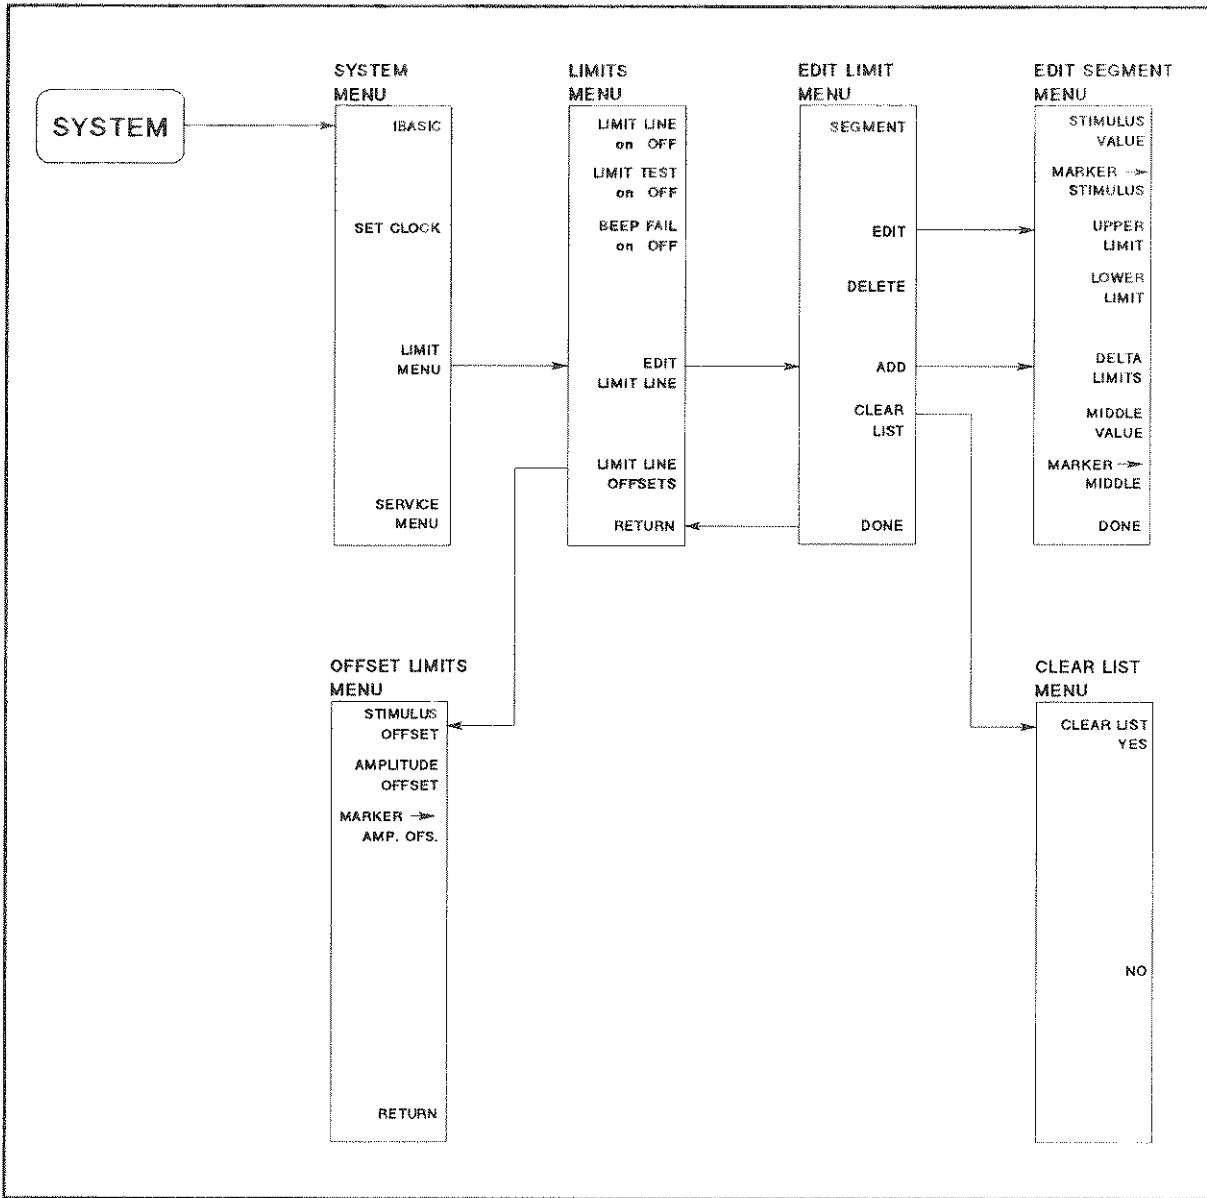 SYSTEM
SYSTEM
MENU
IBASIC
SET CLOCK
LIMIT
MENU
SERVICE
MENU
LIMITS
MENU
LIMIT LINE
on OFF
LIMIT TEST
on OFF
BEEP FAIL
on OFF
EDIT
LIMIT LINE
LIMIT LINE
OFFSETS
RETURN
EDIT LIMIT
MENU
SEGMENT
EDIT
DELETE
ADD
CLEAR
LIST
DONE
EDIT SEGMENT
MENU
STIMULUS
VALUE
MARKER →
STIMULUS
UPPER
LIMIT
LOWER
LIMIT
DELTA
LIMITS
MIDDLE
VALUE
MARKER →
MIDDLE
DONE
OFFSET LIMITS
MENU
STIMULUS
OFFSET
AMPLITUDE
OFFSET
MARKER →
AMP. OFS.
RETURN
CLEAR LIST
MENU
CLEAR LIST
YES
NO